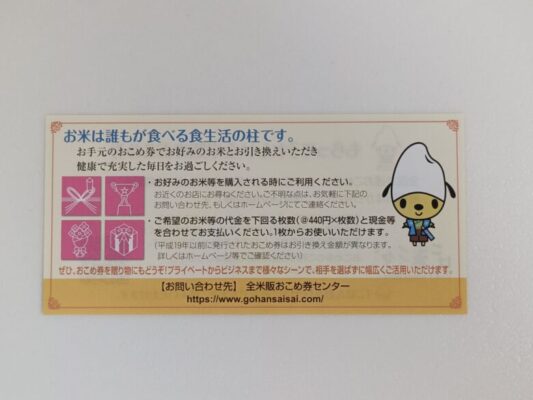 お米は誰もが食べる食生活の柱です。
お手元のおこめ券でお好みのお米とお引き換えいただき
健康で充実した毎日をお過ごしください。
・お好みのお米等を購入される時にご利用ください。
お近くのお店にお尋ねください。ご不明な点は、お気軽に下記の
お問い合わせ先、もしくはホームページにてご連絡ください。
・ご希望のお米等の代金を下回る枚数(@440円×枚数)と現金等
を合わせてお支払いください。1枚からお使いいただけます。
(平成19年以前に発行されたおこめ券はお引き換え金額が異なります。
詳しくはホームページ等でご確認ください)
ぜひ、おこめ券を贈り物にもどうぞ!プライベートからビジネスまで様々なシーンで、相手を選ばずに幅広くご活用いただけます。
【お問い合わせ先】 全米販おこめ券センター
https://www.gohansaisai.com/